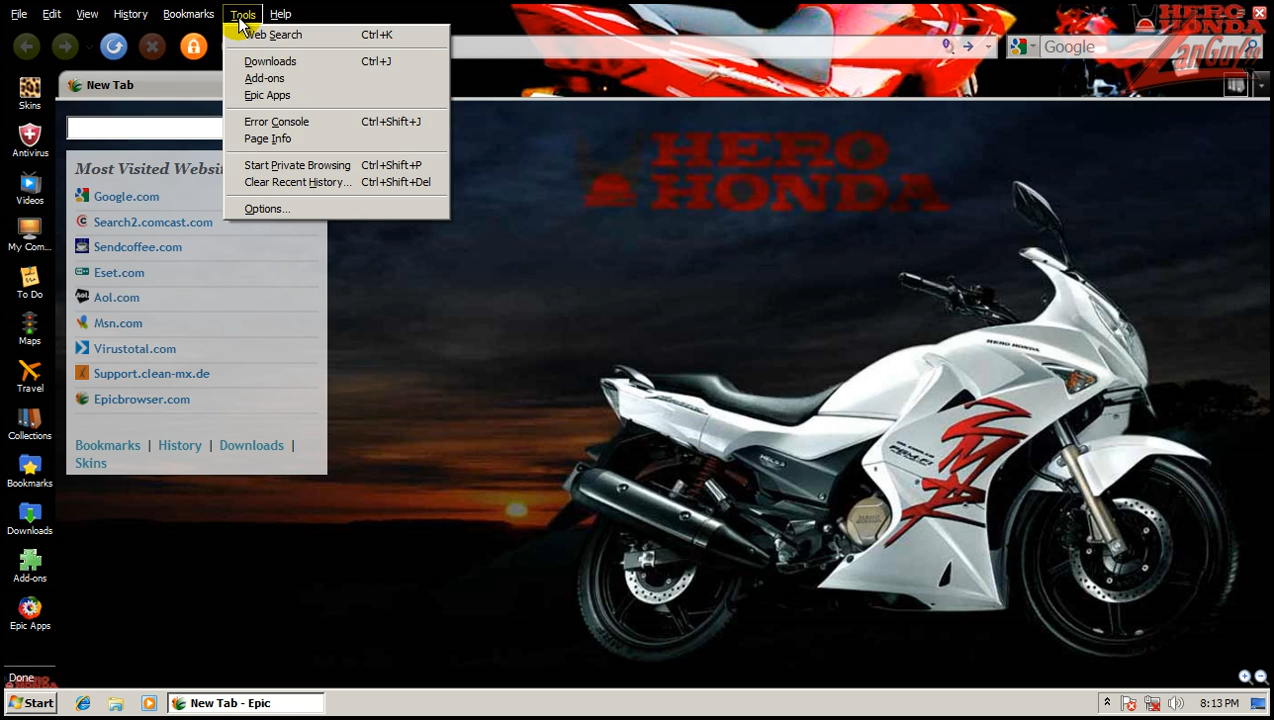 File Edit View History Bookmarks Tools Help
HERO
HONDA
Web Search Ctrl+K
Downloads Ctrl+J
Add-ons
Epic Apps
Error Console Ctrl+Shift+J
Page Info
Start Private Browsing Ctrl+Shift+P
Clear Recent History... Ctrl+Shift+Del
Options...
Google
New Tab
Skins
Antivirus
Videos
My Com...
To Do
Maps
Travel
Collections
Bookmarks
Downloads
Add-ons
Epic Apps
Most Visited Website
Google.com
Search2.comcast.com
Sendcoffee.com
Eset.com
Aol.com
Msn.com
Virustotal.com
Support.clean-mx.de
Epicbrowser.com
Bookmarks | History | Downloads |
Skins
HERO
HONDA
HERO HONDA
ZMR
Done
Start New Tab - Epic 8:13 PM